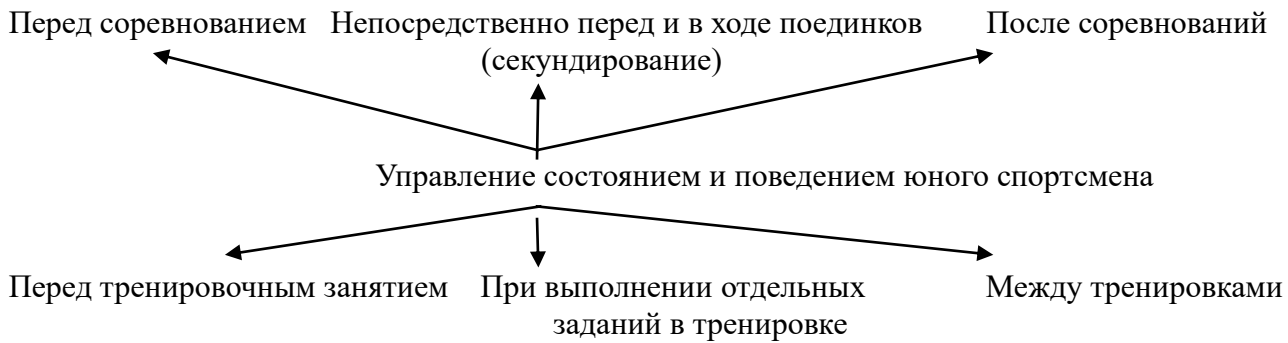 Перед соревнованием Непосредственно перед и в ходе поединков После соревнований
(секундирование)
Управление состоянием и поведением юного спортсмена
Перед тренировочным занятием При выполнении отдельных Между тренировками
заданий в тренировке